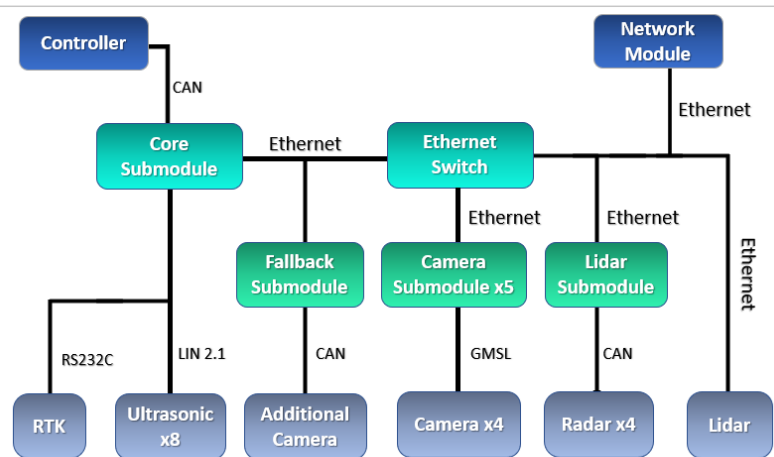 Controller
Network
Module
CAN
Ethernet
Core
Submodule
Ethernet
Ethernet
Switch
Ethernet
Ethernet
Ethernet
Fallback
Submodule
Camera
Submodule x5
Lidar
Submodule
RS232C
LIN 2.1
CAN
GMSL
CAN
RTK
Ultrasonic
x8
Additional
Camera
Camera x4
Radar x4
Lidar